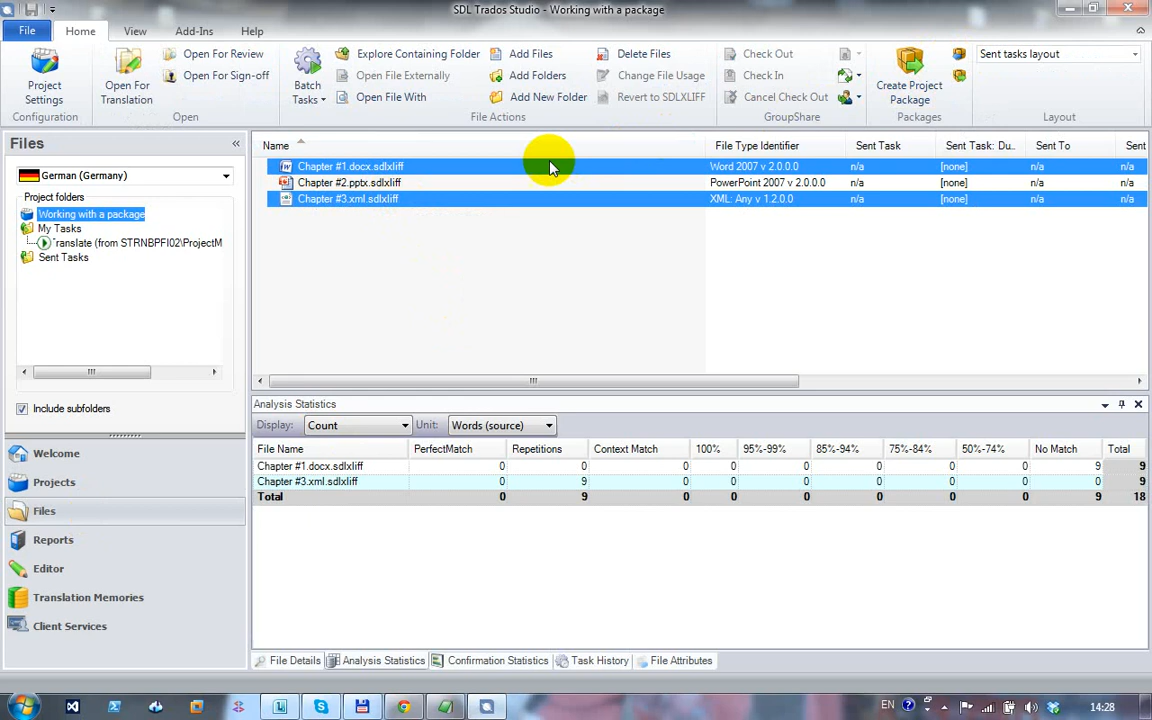 SDL Trados Studio - Working with a package
File Home View Add-Ins Help
Project Settings
Configuration
Open For Translation
Open For Review
Open For Sign-off
Open
Batch Tasks
Explore Containing Folder
Open File Externally
Open File With
Add Files
Add Folders
Add New Folder
Delete Files
Change File Usage
Revert to SDLXLIFF
File Actions
Check Out
Check In
Cancel Check Out
GroupShare
Create Project Package
Packages
Sent tasks layout
Layout
Files
German (Germany)
Project folders
Working with a package
My Tasks
ranslate (from STRNBPFI02\ProjectM
Sent Tasks
Include subfolders
Welcome
Projects
Files
Reports
Editor
Translation Memories
Client Services
Name File Type Identifier Sent Task Sent Task: Du.. Sent To Sent
Chapter #1.docx.sdlxliff Word 2007 v 2.0.0.0 n/a [none] n/a n/a
Chapter #2.pptx.sdlxliff PowerPoint 2007 v 2.0.0.0 n/a [none] n/a n/a
Chapter #3.xml.sdlxliff XML: Any v 1.2.0.0 n/a [none] n/a n/a
Analysis Statistics
Display: Count Unit: Words (source)
File Name PerfectMatch Repetitions Context Match 100% 95%-99% 85%-94% 75%-84% 50%-74% No Match Total
Chapter #1.docx.sdlxliff 0 0 0 0 0 0 0 0 9 9
Chapter #3.xml.sdlxliff 0 9 0 0 0 0 0 0 0 9
Total 0 9 0 0 0 0 0 0 9 18
File Details Analysis Statistics Confirmation Statistics Task History File Attributes
EN 14:28